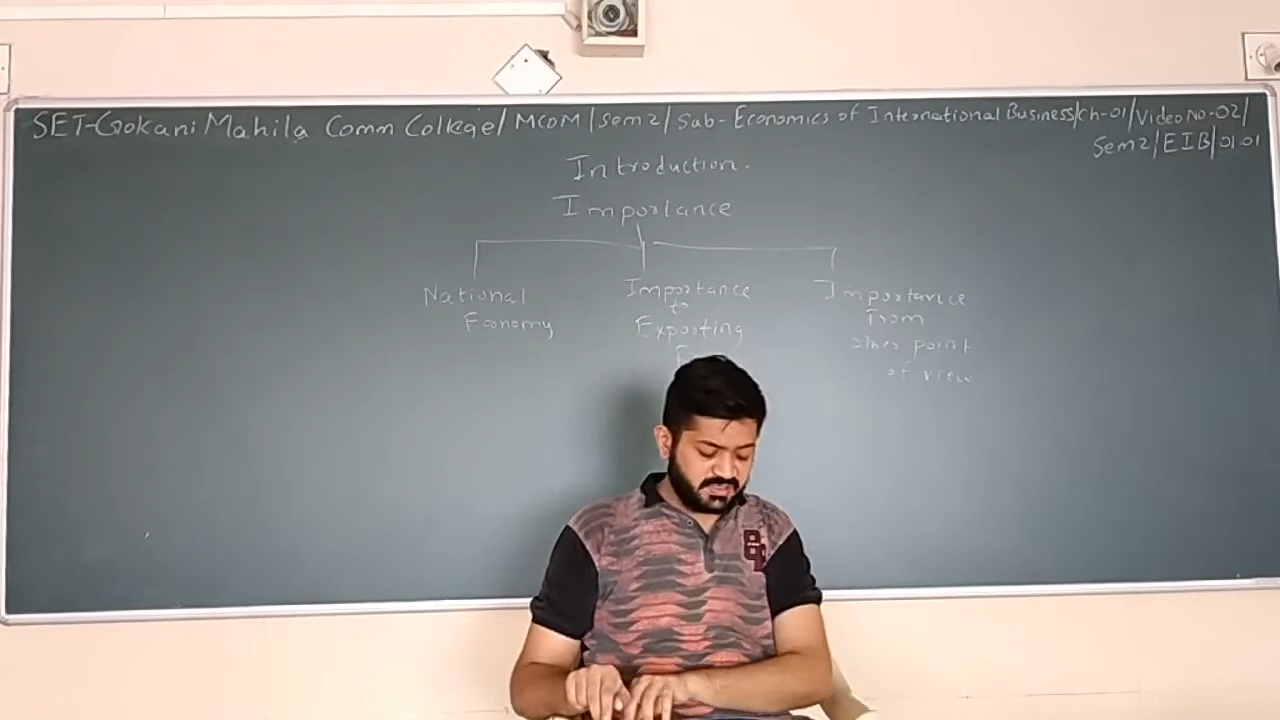 SET-Gokani Mahila Comm College/ MCOM/Sem2/ Sub- Economics of International Business/ch-01/Video No-02/
Sem2/EIB/01.01
Introduction.
Importance
National
Economy
Importance
to
Exporting
Importance
From
other point
of view